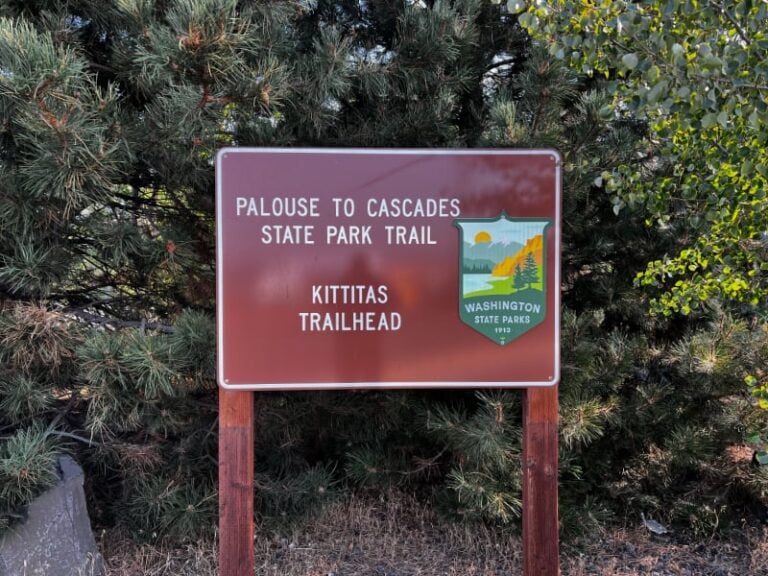 PALOUSE TO CASCADES
STATE PARK TRAIL
KITTITAS
TRAILHEAD
WASHINGTON
STATE PARKS
1913